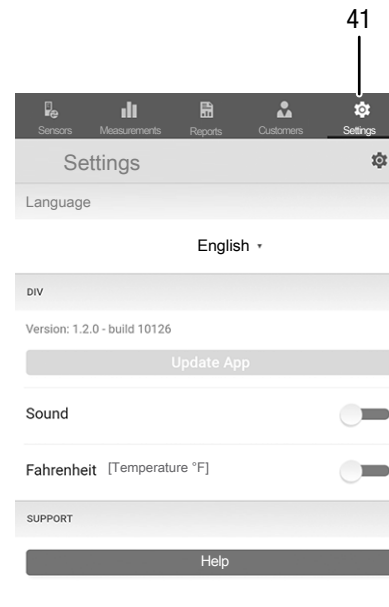 41
Sensors Measurements Reports Customers Settings
Settings
Language
English
DIV
Version: 1.2.0 - build 10126
Update App
Sound
Fahrenheit [Temperature °F]
SUPPORT
Help